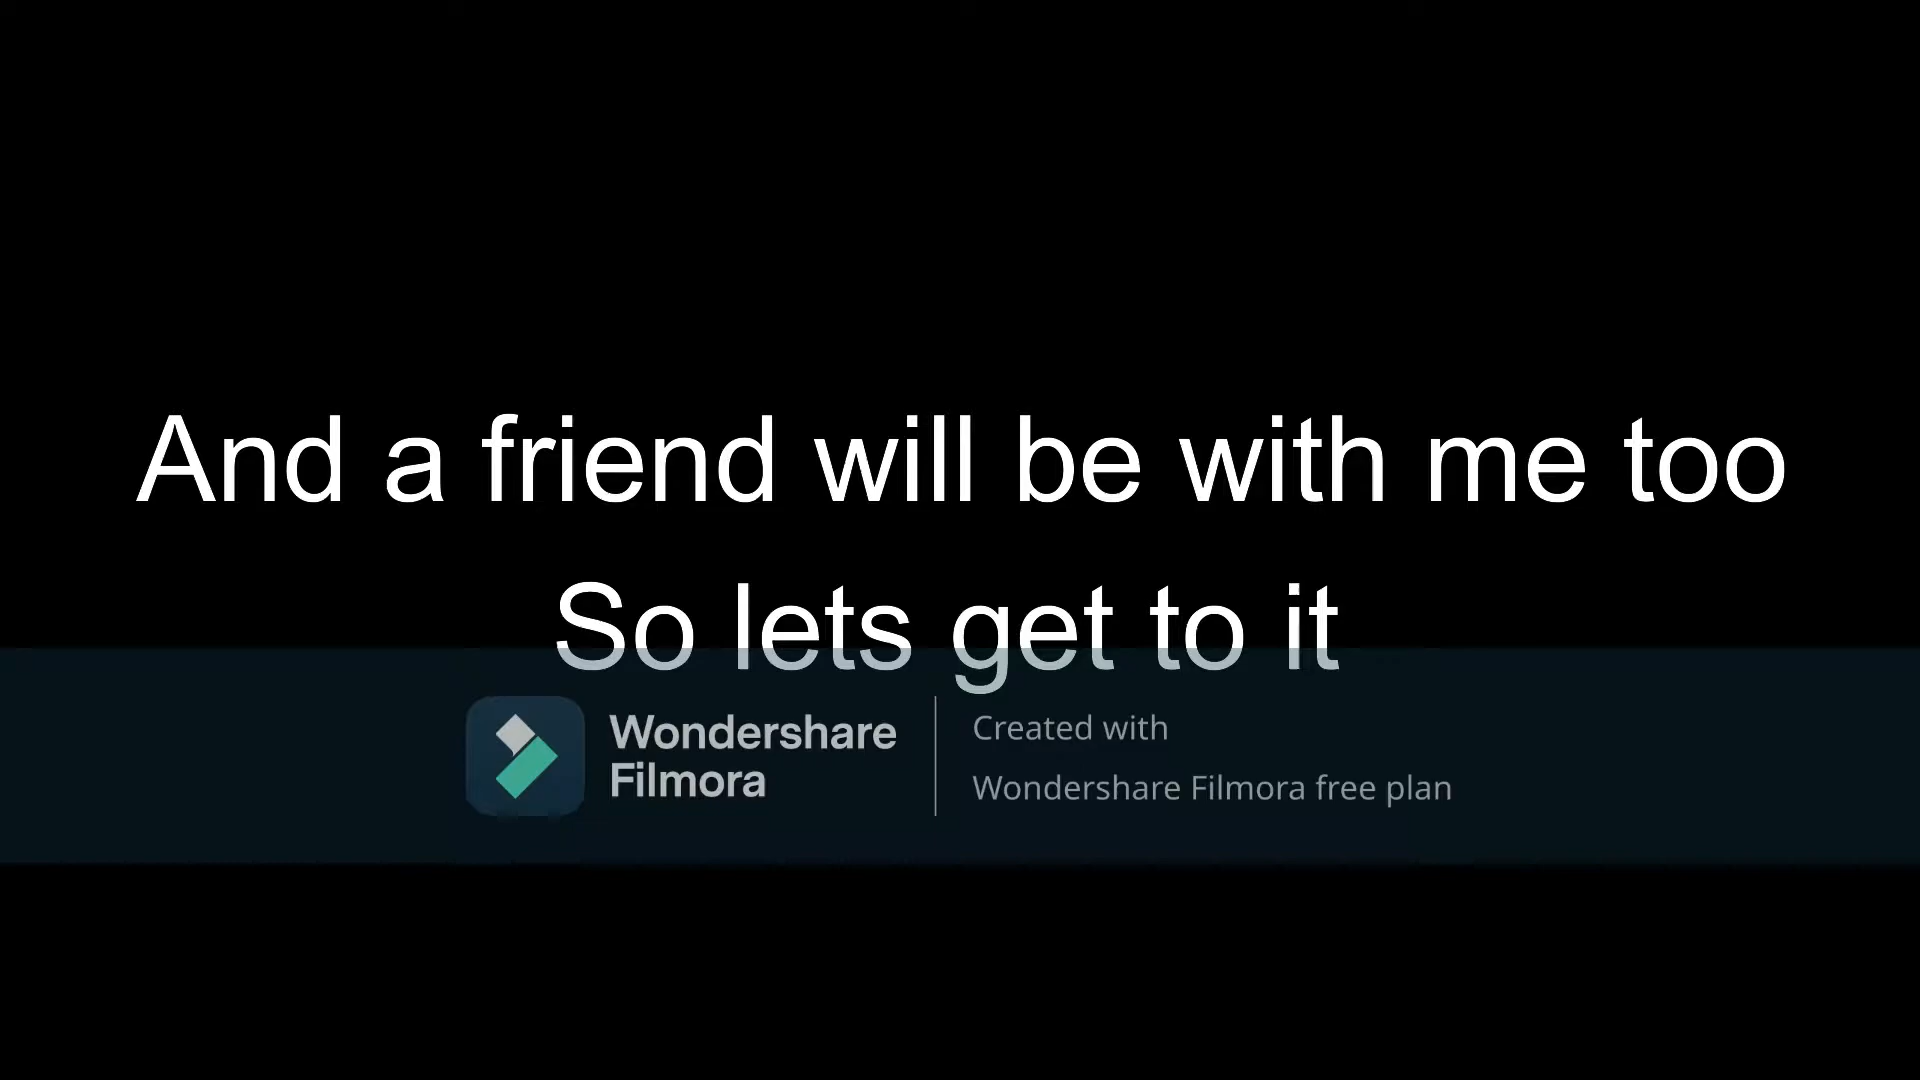 And a friend will be with me too
So lets get to it
Wondershare
Filmora
Created with
Wondershare Filmora free plan